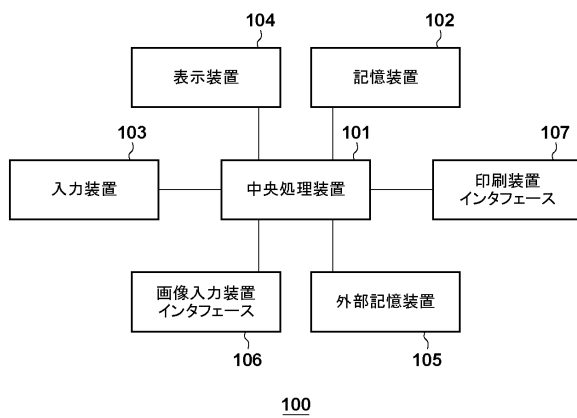 104
102
表示装置
記憶装置
103
101
107
入力装置
中央処理装置
印刷装置
インタフェース
画像入力装置
インタフェース
外部記憶装置
106
105
100